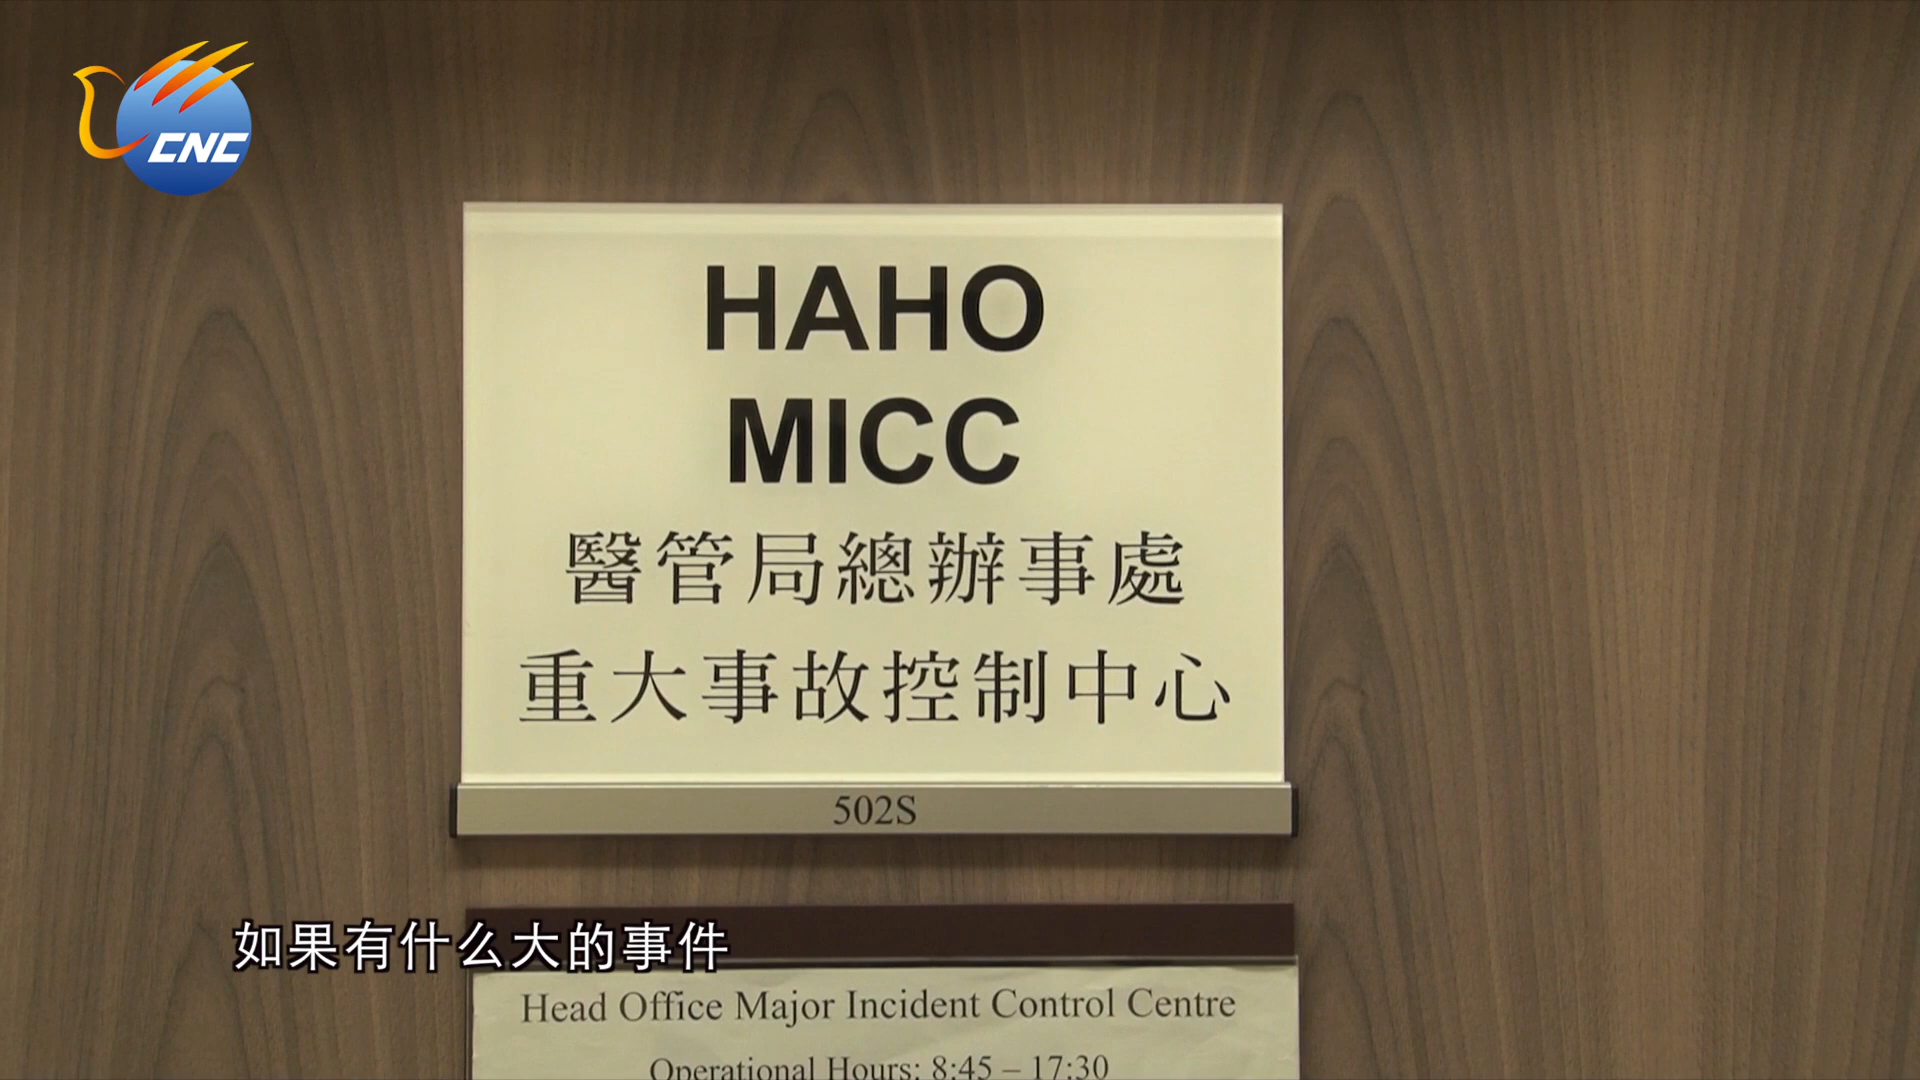 CNC
HAHO
MICC
醫管局總辦事處
重大事故控制中心
502S
如果有什么大的事件
Head Office Major Incident Control Centre
Operational Hours: 8:45 – 17:30